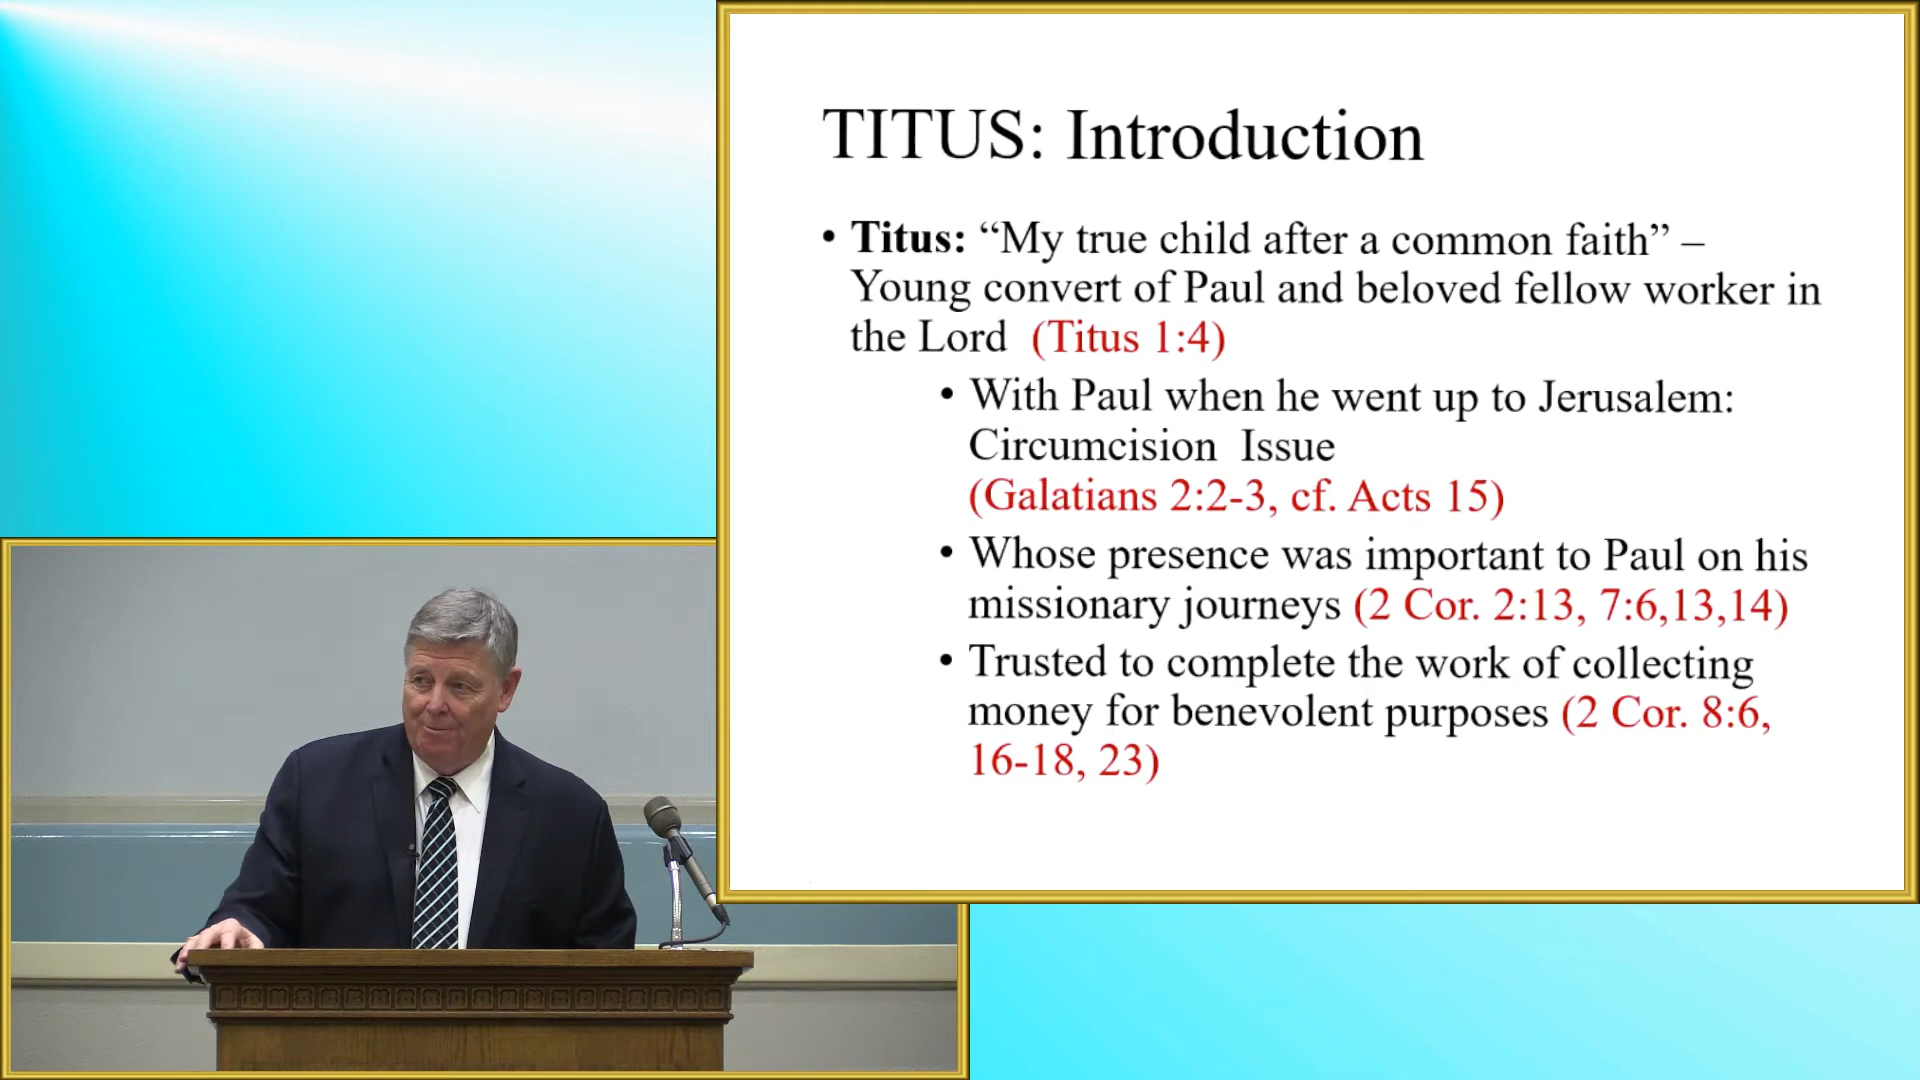 TITUS: Introduction
• Titus: “My true child after a common faith” –
Young convert of Paul and beloved fellow worker in
the Lord (Titus 1:4)
• With Paul when he went up to Jerusalem:
Circumcision Issue
(Galatians 2:2-3, cf. Acts 15)
• Whose presence was important to Paul on his
missionary journeys (2 Cor. 2:13, 7:6,13,14)
• Trusted to complete the work of collecting
money for benevolent purposes (2 Cor. 8:6,
16-18, 23)